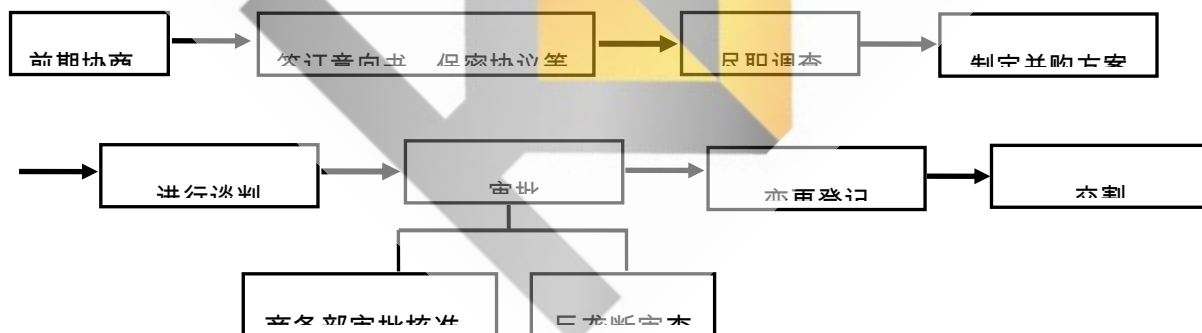 前期协商
签订意向书、保密协议等
尽职调查
制定并购方案
进行谈判
审批
变更登记
交割
商务部审批核准
反垄断审查